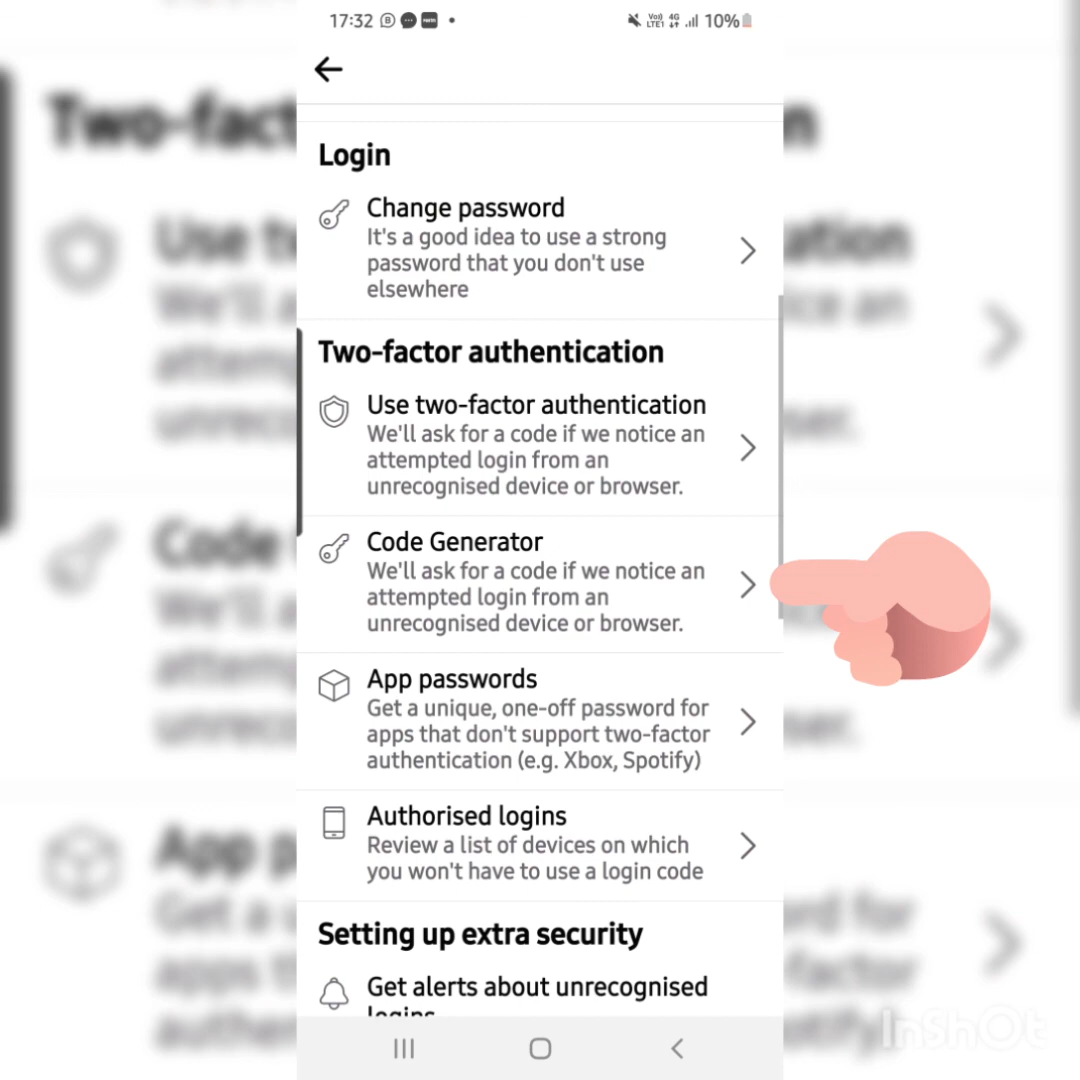 17:32
Vo)) 4G
LTE1
10%
Login
Change password
It's a good idea to use a strong
password that you don't use
elsewhere
Two-factor authentication
Use two-factor authentication
We'll ask for a code if we notice an
attempted login from an
unrecognised device or browser.
Code Generator
We'll ask for a code if we notice an
attempted login from an
unrecognised device or browser.
App passwords
Get a unique, one-off password for
apps that don't support two-factor
authentication (e.g. Xbox, Spotify)
Authorised logins
Review a list of devices on which
you won't have to use a login code
Setting up extra security
Get alerts about unrecognised
logins
InShOt